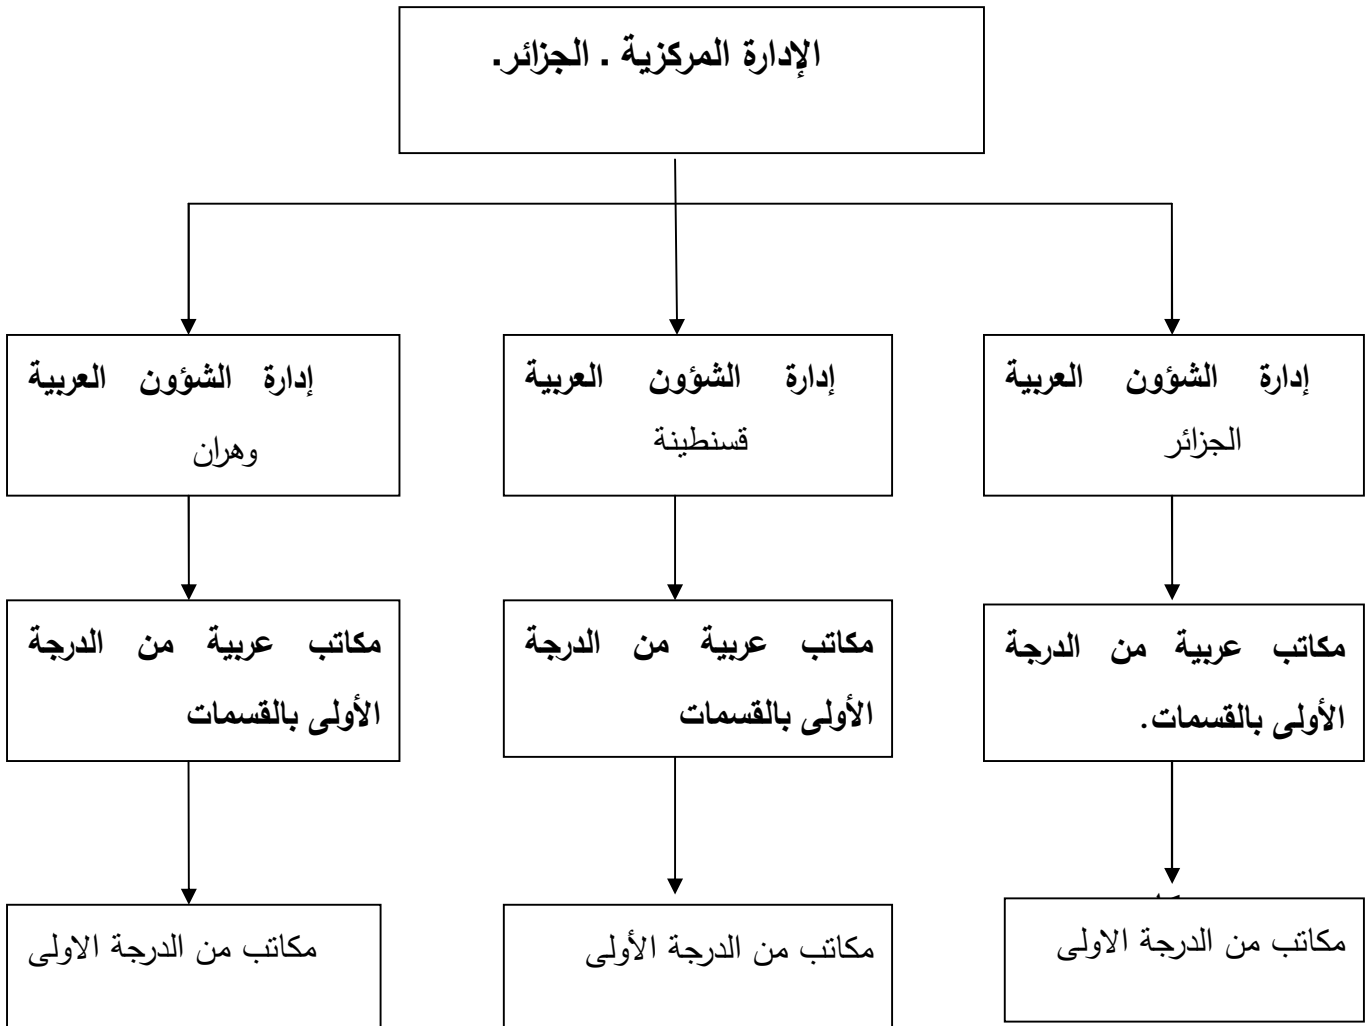 الإدارة المركزية . الجزائر.
إدارة الشؤون العربية
الجزائر
إدارة الشؤون العربية
قسنطينة
إدارة الشؤون العربية
وهران
مكاتب عربية من الدرجة
الأولى بالقسمات.
مكاتب عربية من الدرجة
الأولى بالقسمات
مكاتب عربية من الدرجة
الأولى بالقسمات
مكاتب من الدرجة الاولى
مكاتب من الدرجة الأولى
مكاتب من الدرجة الاولى